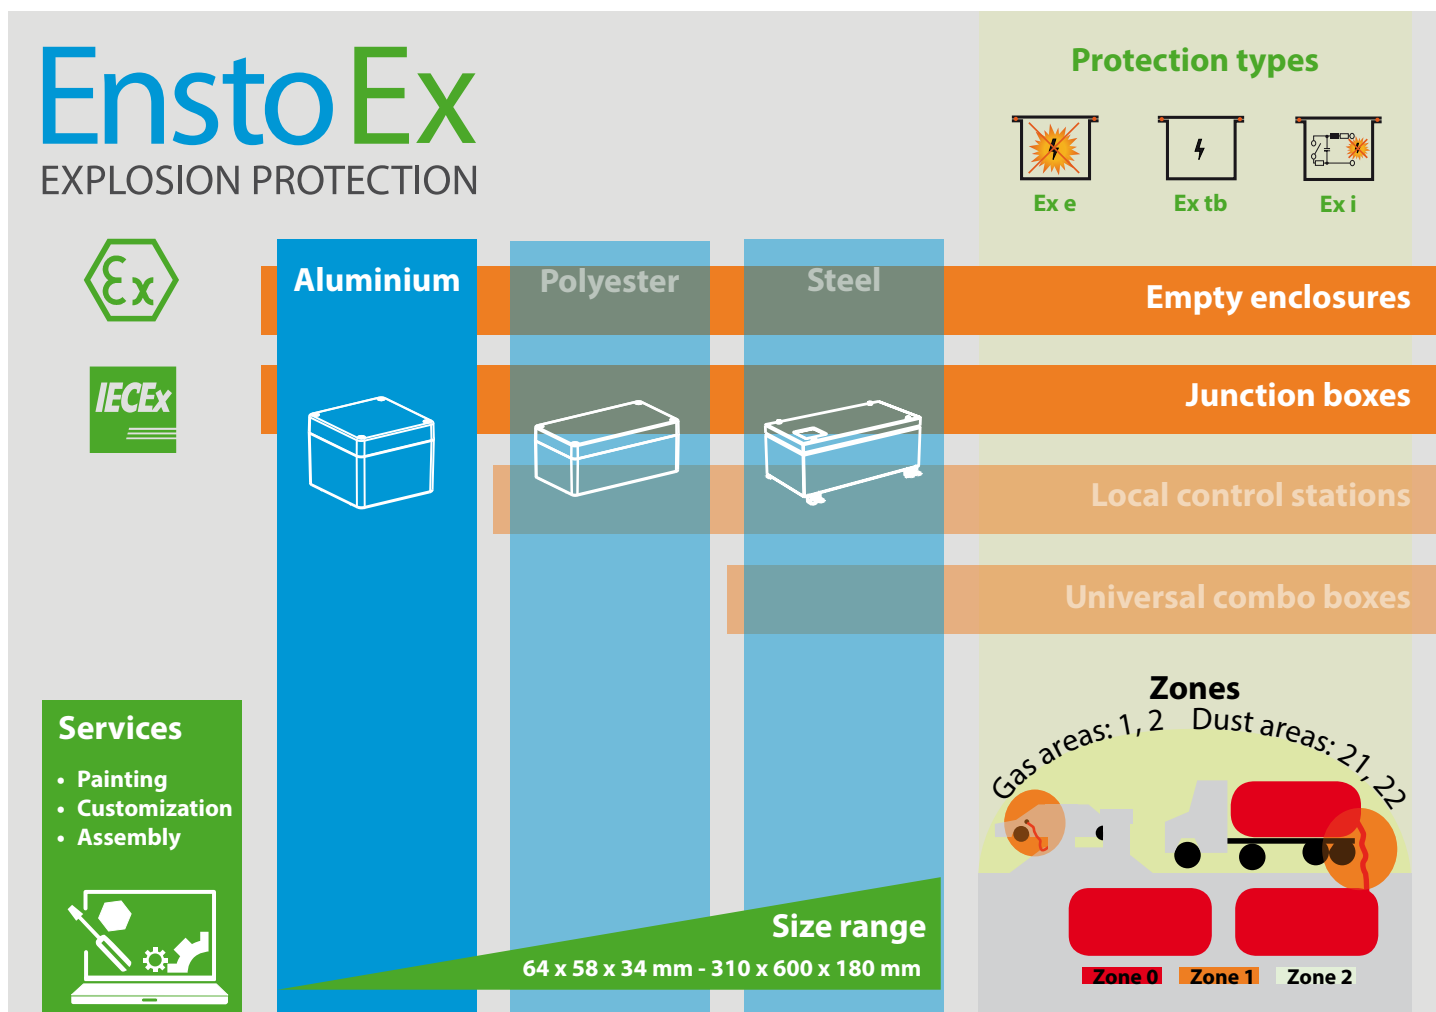 EnstoEx
EXPLOSION PROTECTION
Protection types
Ex e
Ex tb
Ex i
Ex
IECEx
Aluminium
Polyester
Steel
Empty enclosures
Junction boxes
Local control stations
Universal combo boxes
Services
• Painting
• Customization
• Assembly
Size range
64 x 58 x 34 mm - 310 x 600 x 180 mm
Zones
Gas areas: 1, 2 Dust areas: 21, 22
Zone 0
Zone 1
Zone 2